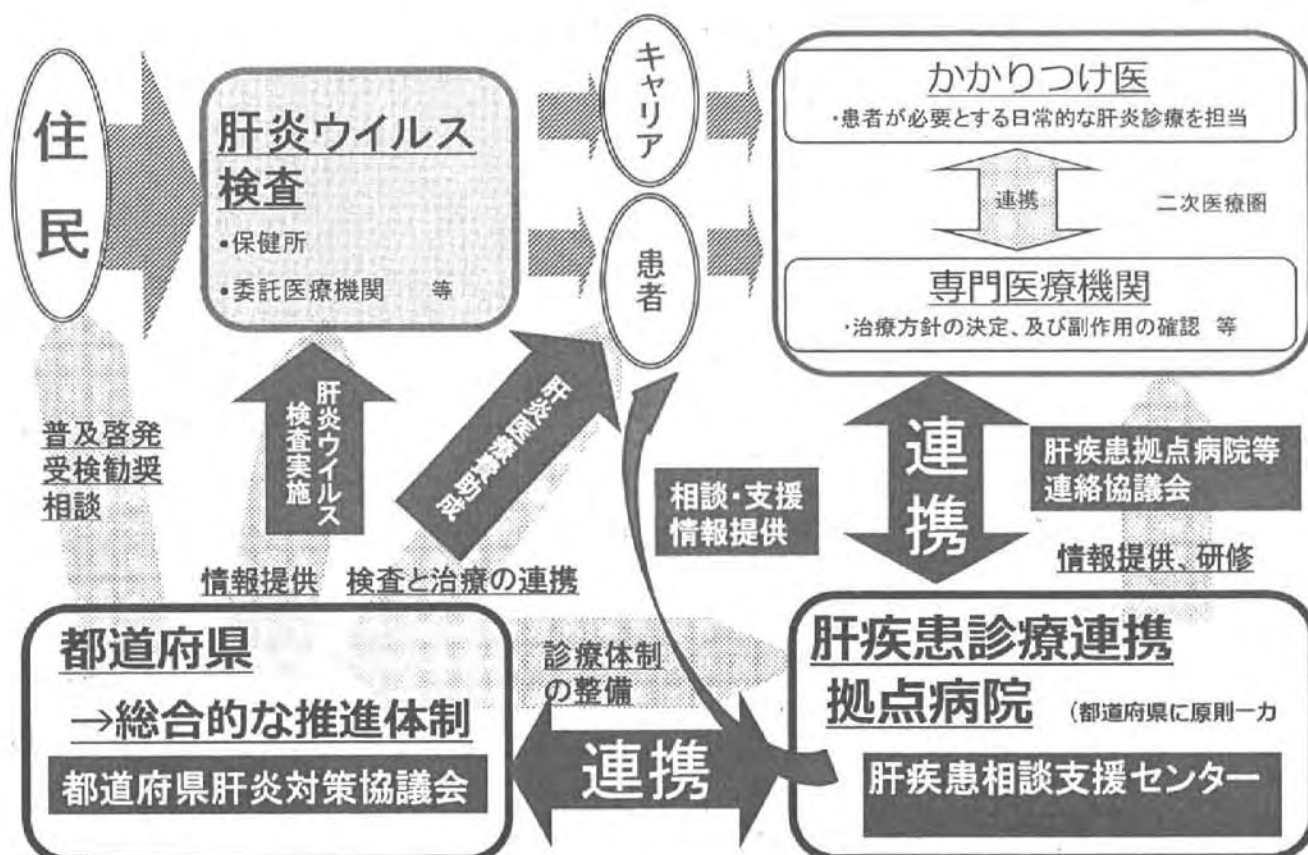 住民
肝炎ウイルス
検査
•保健所
•委託医療機関 等
キャリア
患者
かかりつけ医
・患者が必要とする日常的な肝炎診療を担当
連携
二次医療圏
専門医療機関
・治療方針の決定、及び副作用の確認 等
普及啓発
受検勧奨
相談
肝炎ウイルス
検査実施
肝炎医療費助成
相談・支援
情報提供
連携
肝疾患拠点病院等
連絡協議会
情報提供
検査と治療の連携
情報提供、研修
都道府県
→総合的な推進体制
都道府県肝炎対策協議会
診療体制
の整備
連携
肝疾患診療連携
拠点病院 (都道府県に原則一カ
肝疾患相談支援センター